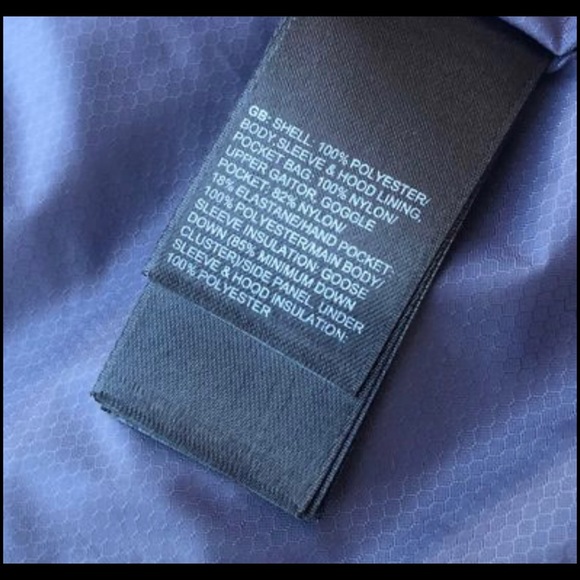 GB: SHELL: 100% POLYESTER/
BODY, SLEEVE & HOOD LINING,
POCKET BAG: 100% NYLON/
UPPER GAITOR, GOGGLE
POCKET: 82% NYLON/
18% ELASTANE/HAND POCKET:
100% POLYESTER/MAIN BODY/
SLEEVE INSULATION: GOOSE
DOWN (85% MINIMUM DOWN
CLUSTER)/SIDE PANEL, UNDER
SLEEVE & HOOD INSULATION:
100% POLYESTER